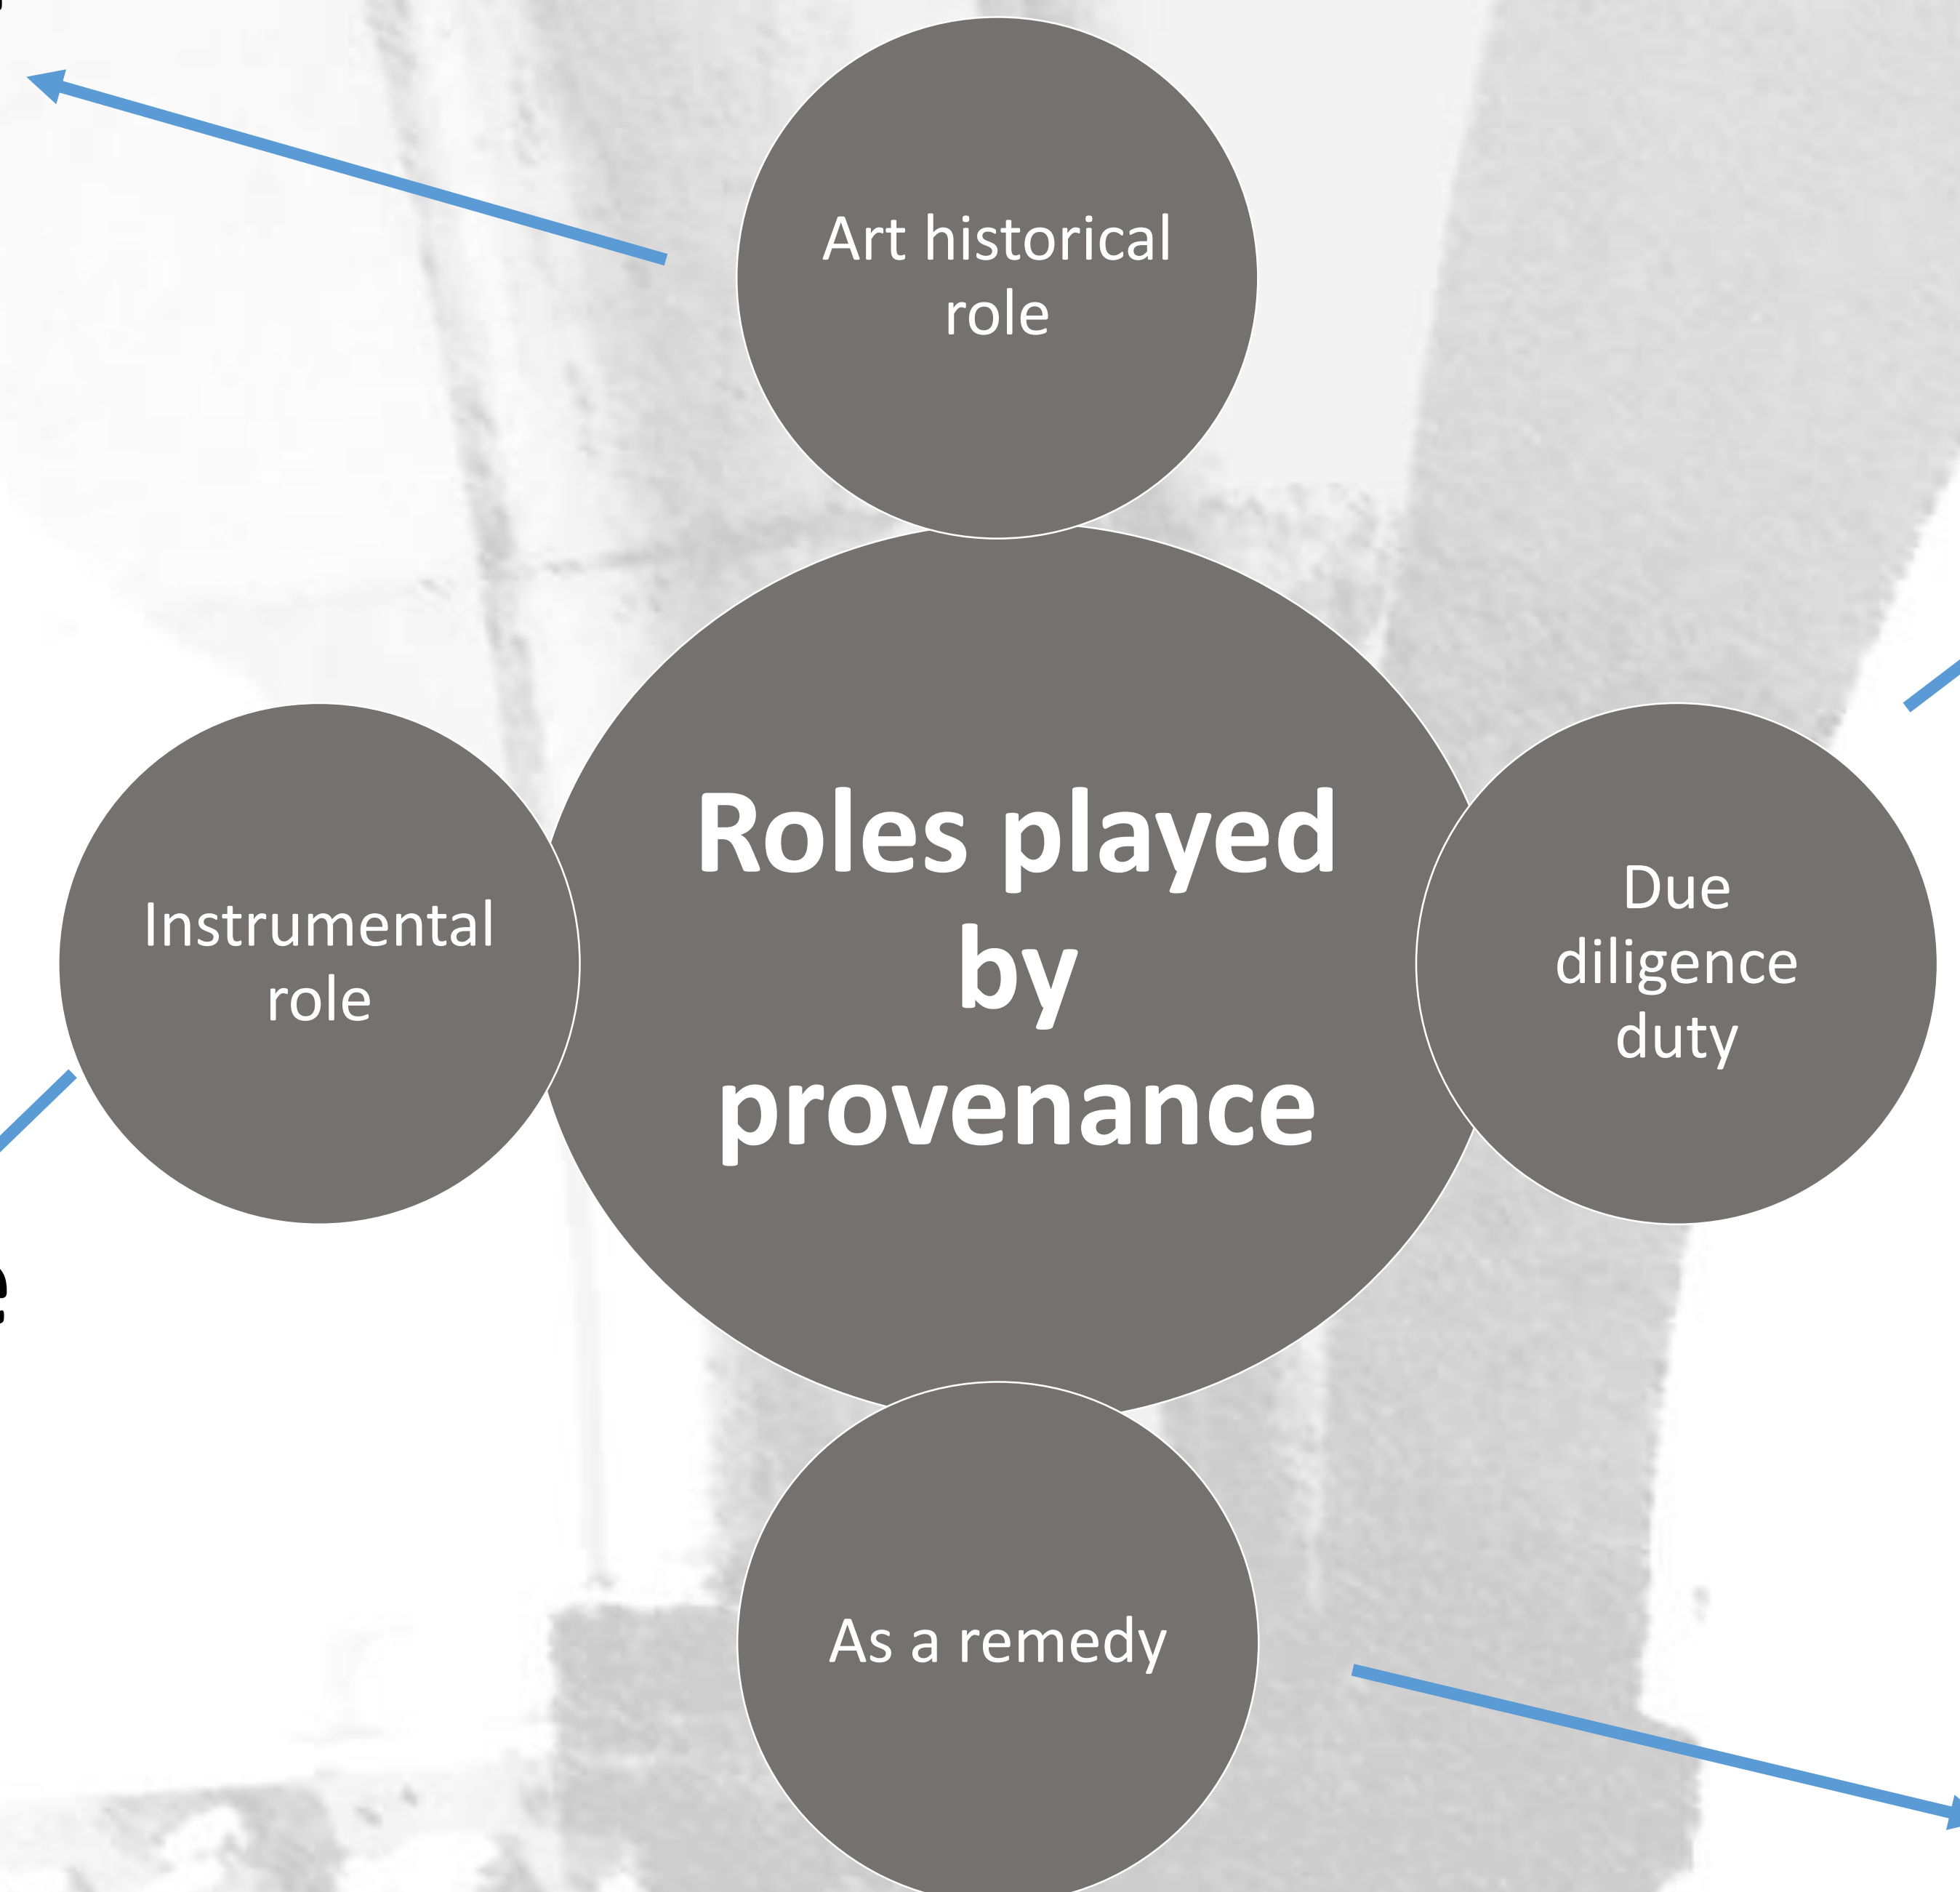 Art historical
role
Roles played
by
provenance
Instrumental
role
Due
diligence
duty
As a remedy